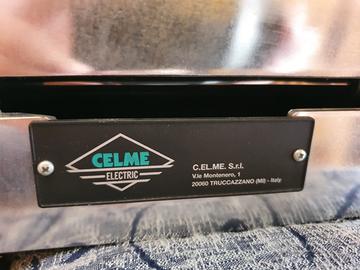 CELME
ELECTRIC
C.EL.ME. S.r.l.
V.le Montenero, 1
20060 TRUCCAZZANO (MI) - Italy